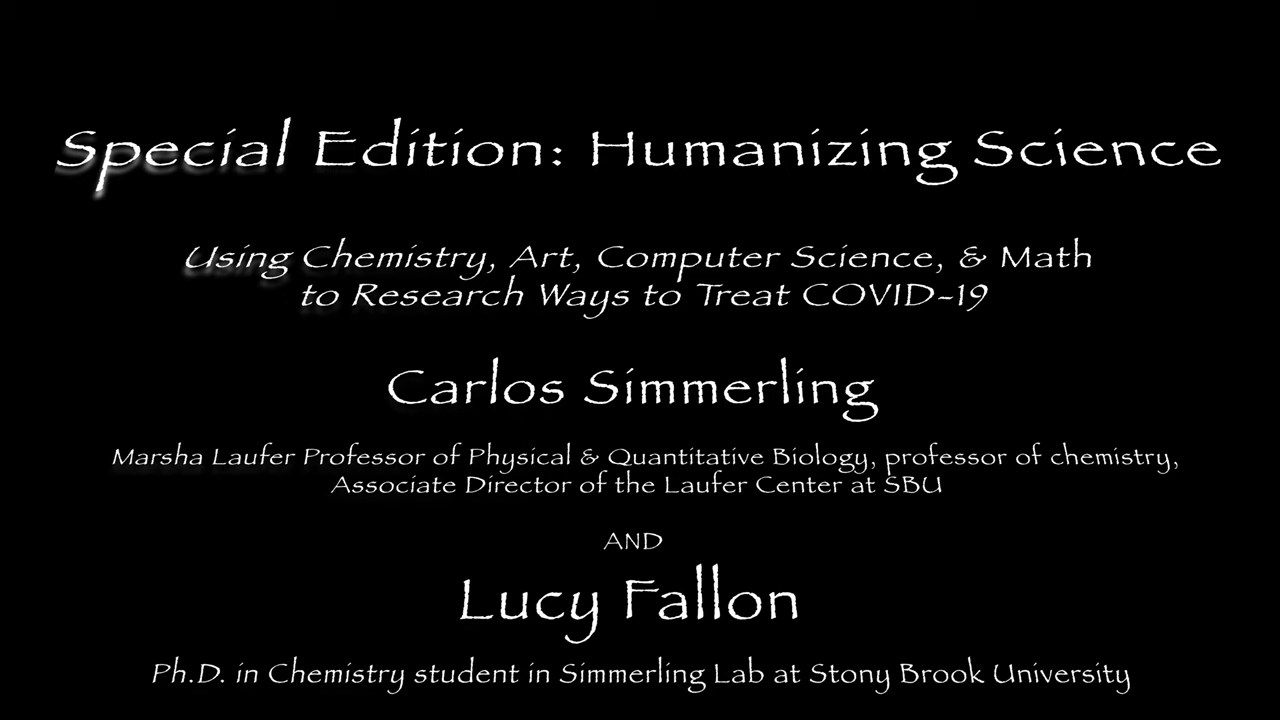 Special Edition: Humanizing Science
Using Chemistry, Art, Computer Science, & Math
to Research Ways to Treat COVID-19
Carlos Simmerling
Marsha Laufer Professor of Physical & Quantitative Biology, professor of chemistry,
Associate Director of the Laufer Center at SBU
AND
Lucy Fallon
Ph.D. in Chemistry student in Simmerling Lab at Stony Brook University